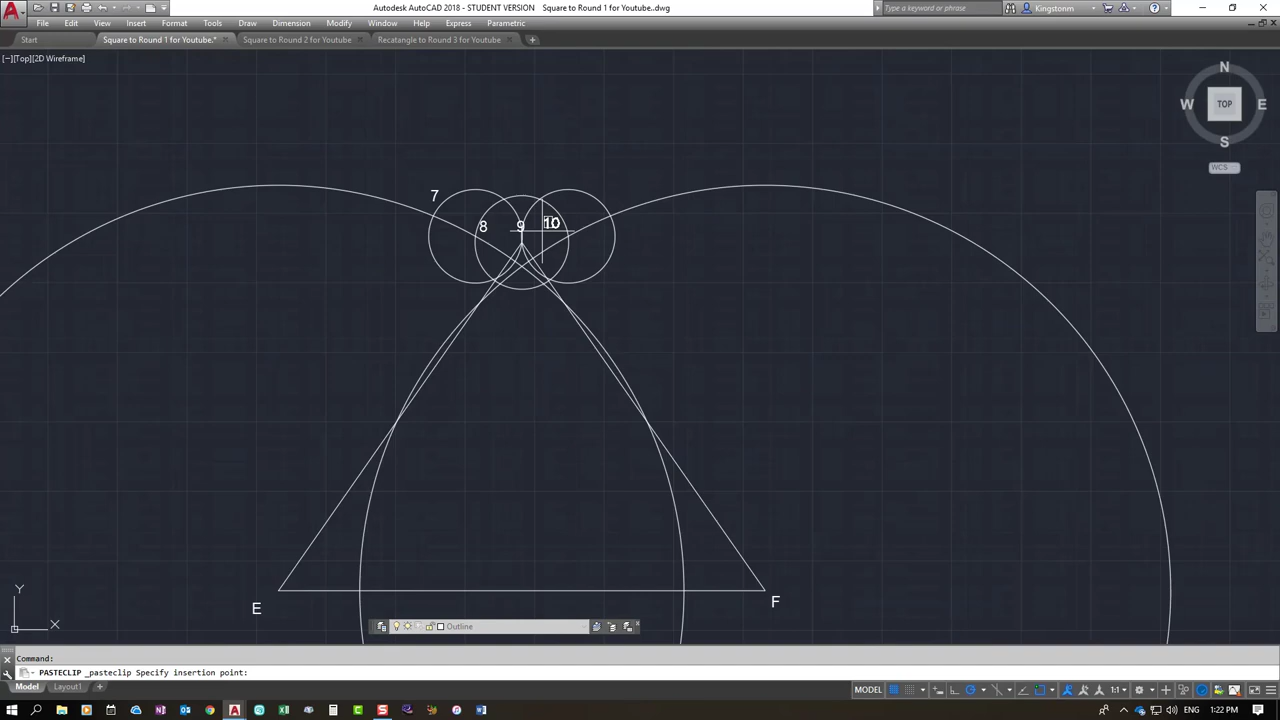 Autodesk AutoCAD 2018 - STUDENT VERSION Square to Round 1 for Youtube..dwg
Type a keyword or phrase
Kingstonm
File Edit View Insert Format Tools Draw Dimension Modify Window Help Express Parametric
Start
Square to Round 1 for Youtube.*
Square to Round 2 for Youtube
Recatangle to Round 3 for Youtube
[−][Top][2D Wireframe]
N
W TOP E
S
WCS
7
8 9 10
E F
Y
X
Outline
Command:
PASTECLIP _pasteclip Specify insertion point:
Model Layout1
MODEL
1:1
1:22 PM